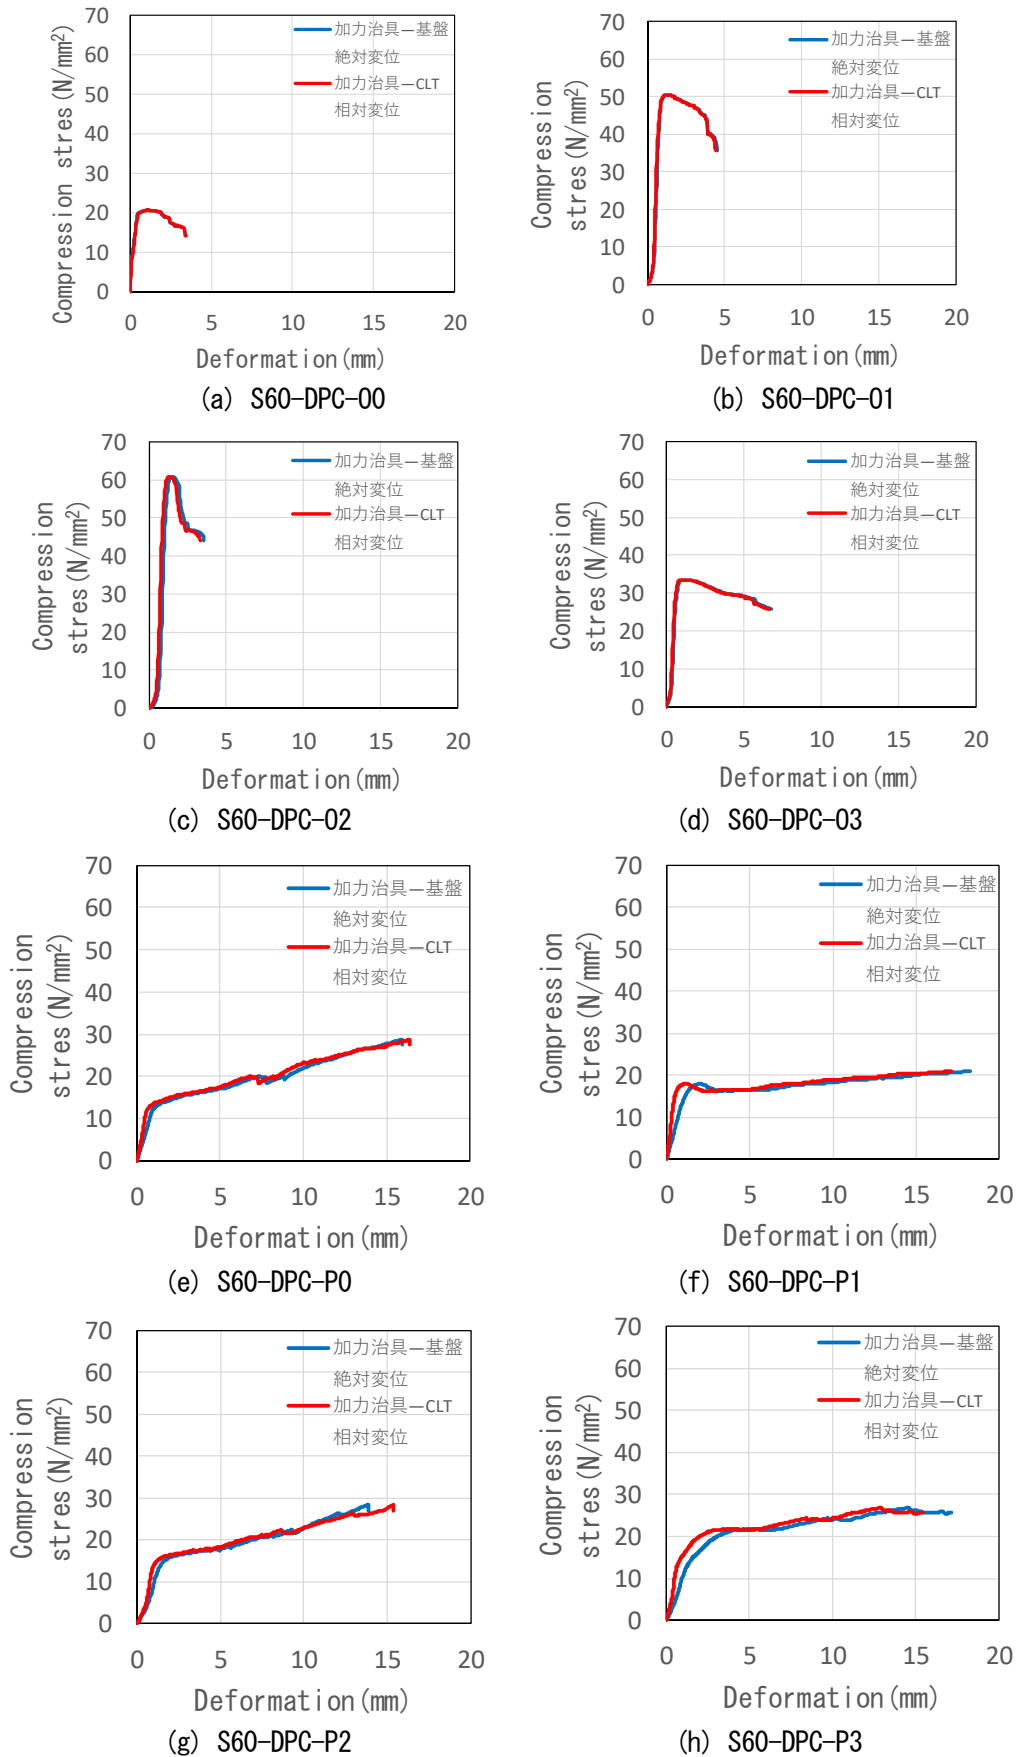 Compression stres(N/mm²)
70
60
50
40
30
20
10
0
0 5 10 15 20
加力治具―基盤
絶対変位
加力治具―CLT
相対変位
Deformation(mm)
(a) S60-DPC-00
Compression
stres(N/mm²)
70
60
50
40
30
20
10
0
0 5 10 15 20
加力治具―基盤
絶対変位
加力治具―CLT
相対変位
Deformation(mm)
(b) S60-DPC-01
Compression
stres(N/mm²)
70
60
50
40
30
20
10
0
0 5 10 15 20
加力治具―基盤
絶対変位
加力治具―CLT
相対変位
Deformation(mm)
(c) S60-DPC-02
Compression
stres(N/mm²)
70
60
50
40
30
20
10
0
0 5 10 15 20
加力治具―基盤
絶対変位
加力治具―CLT
相対変位
Deformation(mm)
(d) S60-DPC-03
Compression
stres(N/mm²)
70
60
50
40
30
20
10
0
0 5 10 15 20
加力治具―基盤
絶対変位
加力治具―CLT
相対変位
Deformation(mm)
(e) S60-DPC-P0
Compression
stres(N/mm²)
70
60
50
40
30
20
10
0
0 5 10 15 20
加力治具―基盤
絶対変位
加力治具―CLT
相対変位
Deformation(mm)
(f) S60-DPC-P1
Compression
stres(N/mm²)
70
60
50
40
30
20
10
0
0 5 10 15 20
加力治具―基盤
絶対変位
加力治具―CLT
相対変位
Deformation(mm)
(g) S60-DPC-P2
Compression
stres(N/mm²)
70
60
50
40
30
20
10
0
0 5 10 15 20
加力治具―基盤
絶対変位
加力治具―CLT
相対変位
Deformation(mm)
(h) S60-DPC-P3